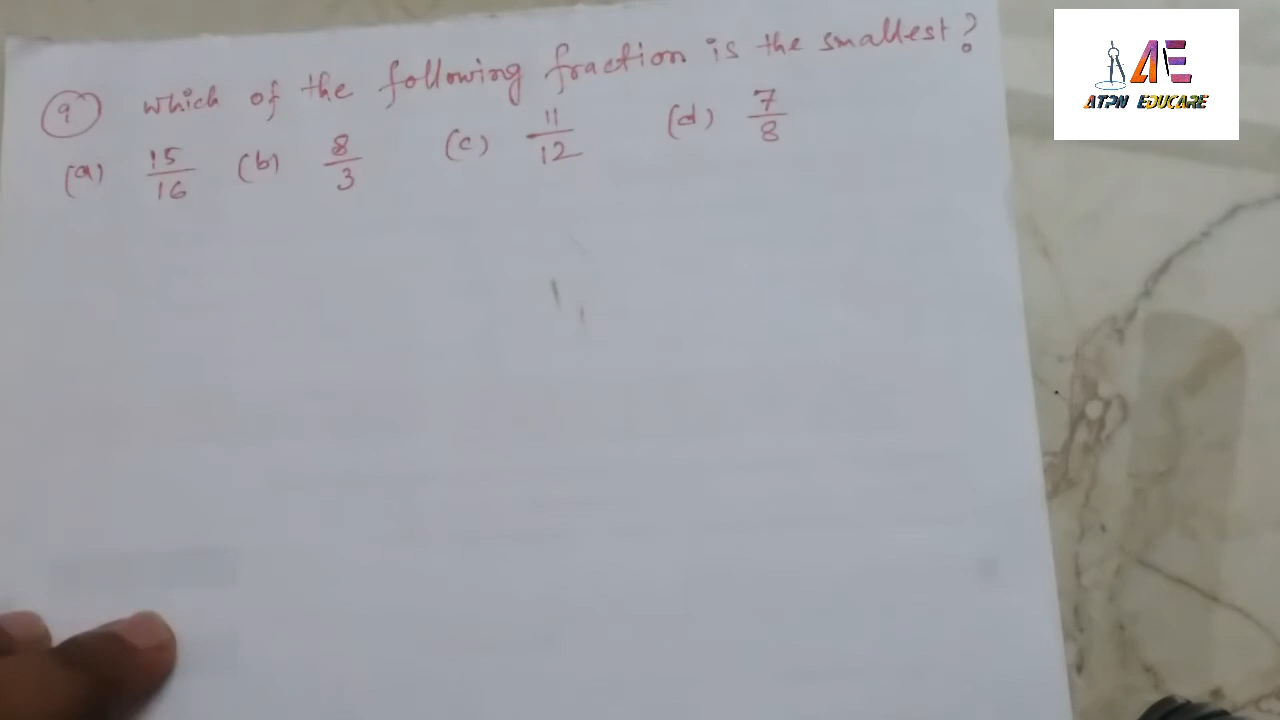 9 Which of the following fraction is the smallest?
(a) 15/16 (b) 8/3 (c) 11/12 (d) 7/8
AE
ATPN EDUCARE